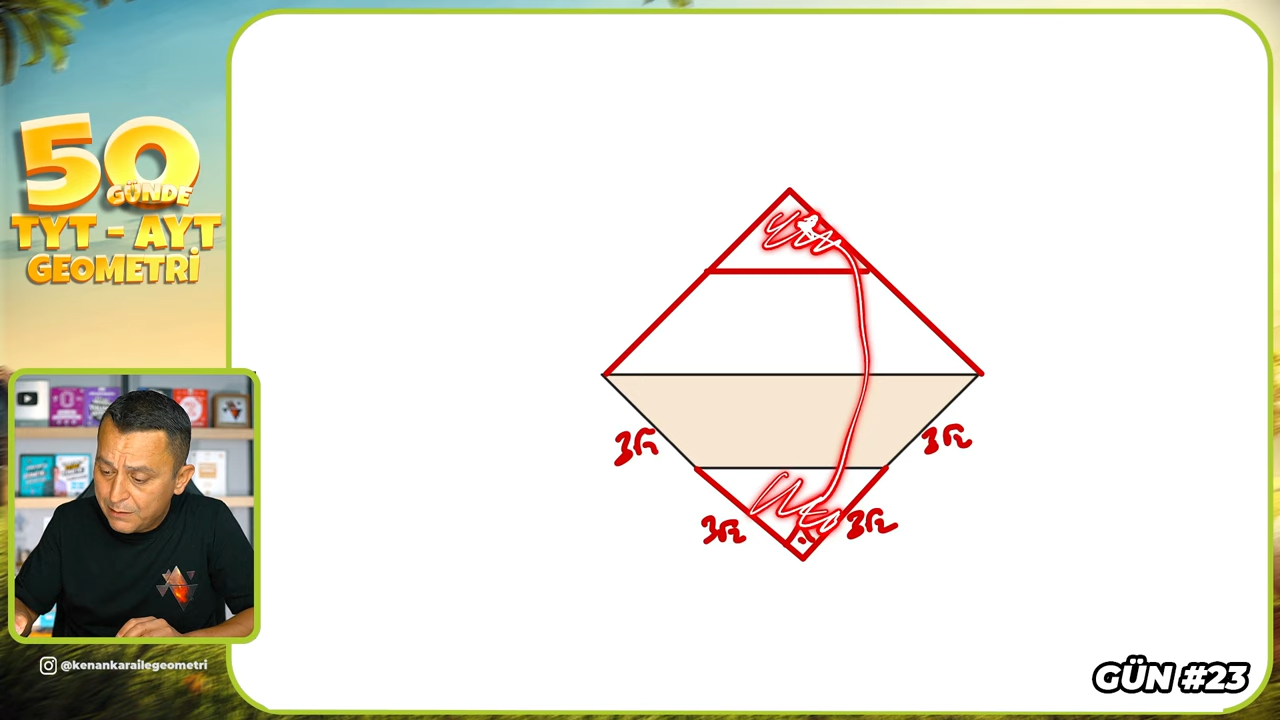 50
GÜNDE
TYT - AYT
GEOMETRİ
3√2
3√2
3√2
3√2
@kenankarailegeometri
GÜN #23